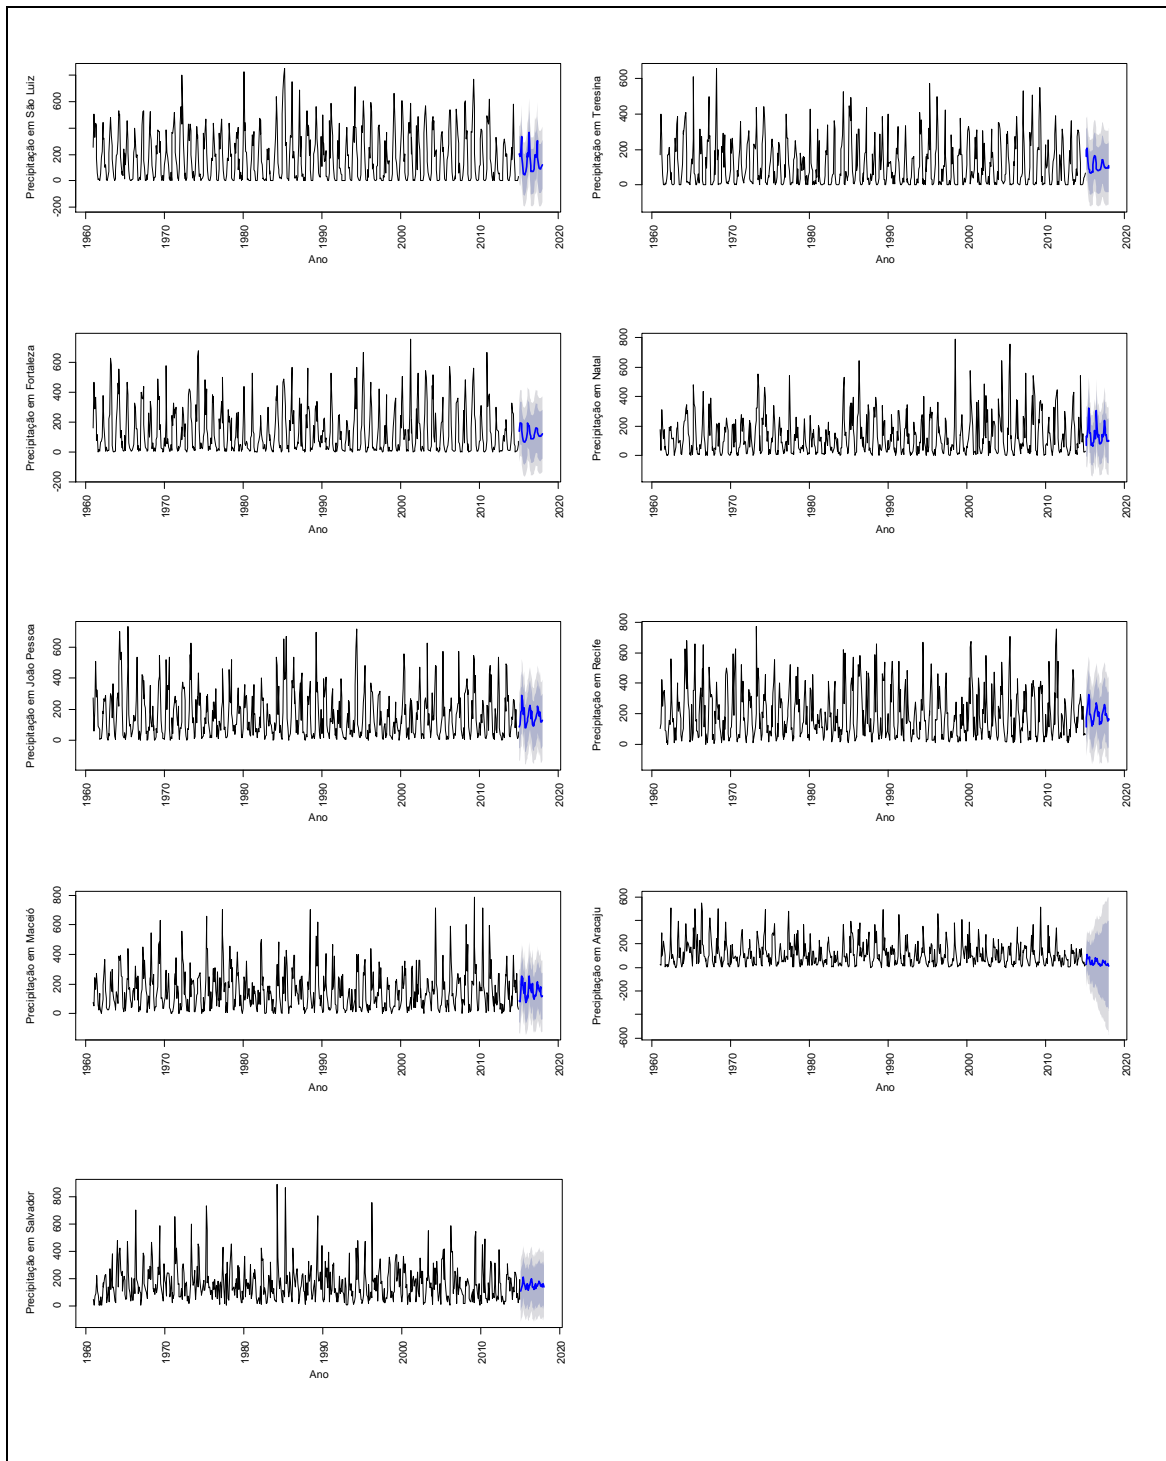 Precipitação em São Luiz
-200 0 200 600
1960 1970 1980 1990 2000 2010 2020
Ano
Precipitação em Teresina
0 200 400 600
1960 1970 1980 1990 2000 2010 2020
Ano
Precipitação em Fortaleza
-200 0 200 400 600
1960 1970 1980 1990 2000 2010 2020
Ano
Precipitação em Natal
0 200 400 600 800
1960 1970 1980 1990 2000 2010 2020
Ano
Precipitação em João Pessoa
0 200 400 600
1960 1970 1980 1990 2000 2010 2020
Ano
Precipitação em Recife
0 200 400 600 800
1960 1970 1980 1990 2000 2010 2020
Ano
Precipitação em Maceió
0 200 400 600 800
1960 1970 1980 1990 2000 2010 2020
Ano
Precipitação em Aracaju
-600 -200 0 200 600
1960 1970 1980 1990 2000 2010 2020
Ano
Precipitação em Salvador
0 200 400 600 800
1960 1970 1980 1990 2000 2010 2020
Ano